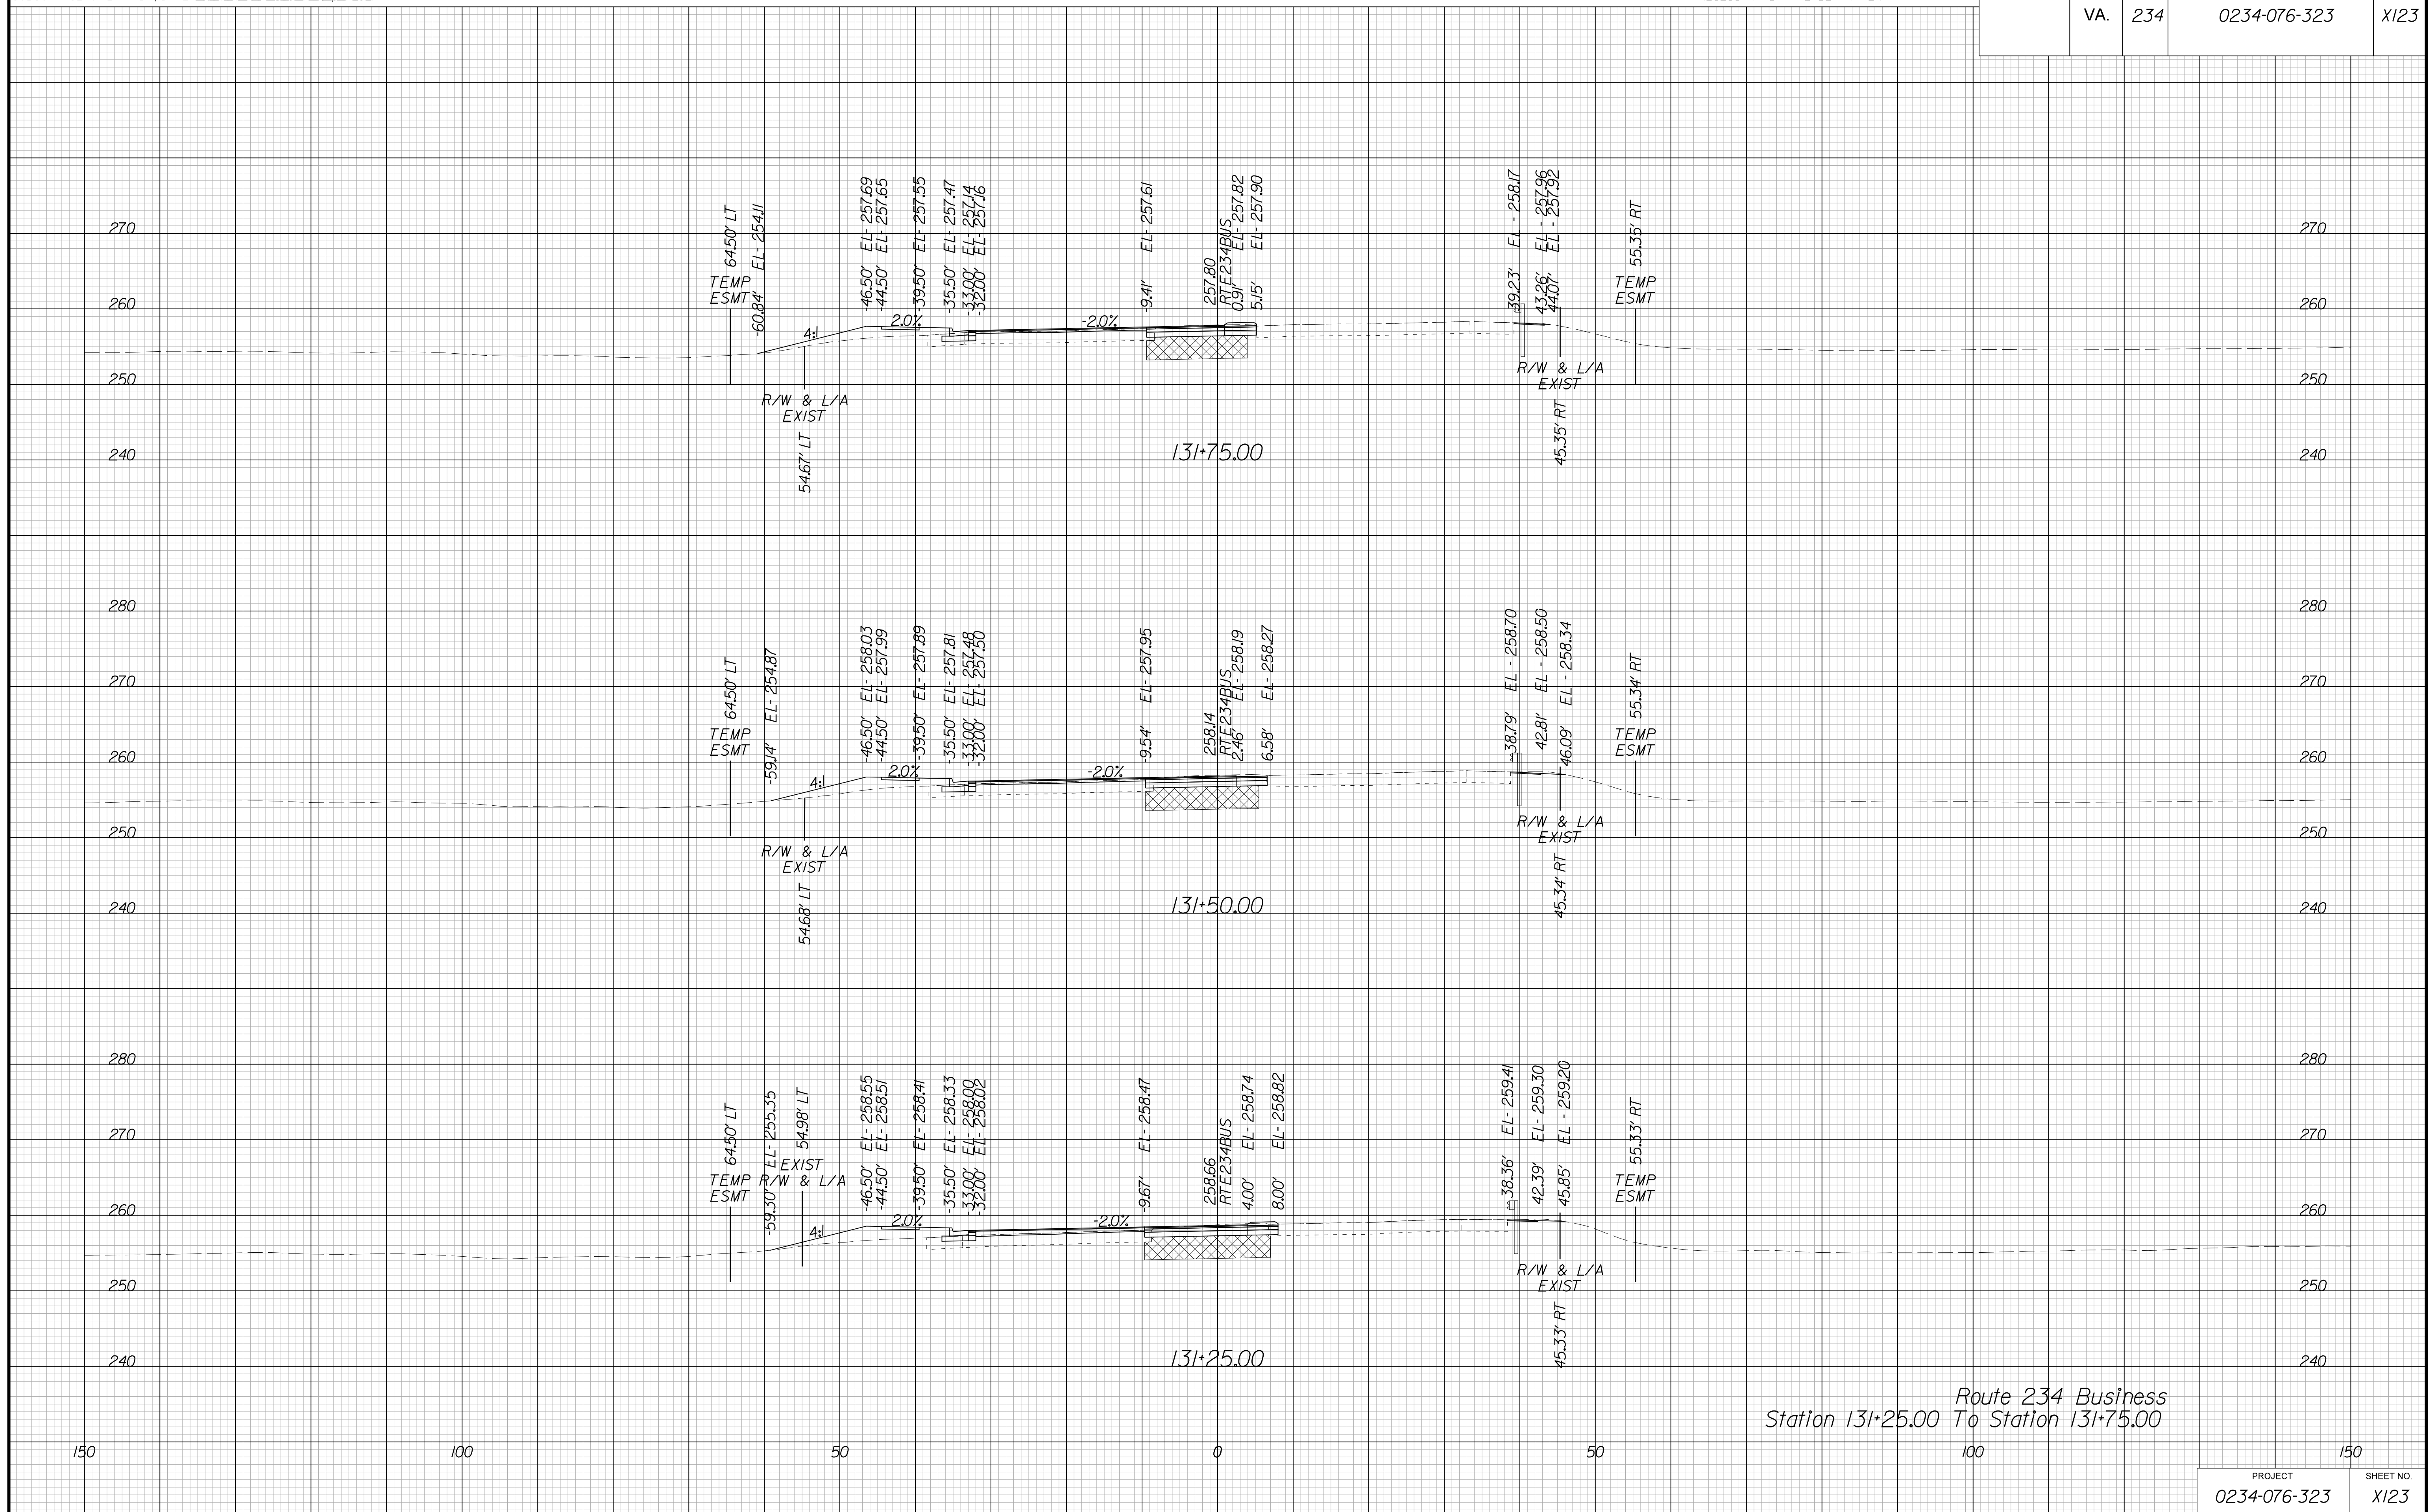 VA. 234 0234-076-323 X123
64.50' LT
TEMP
ESMT
-60.84' EL- 254.11
-46.50' EL- 257.69
-44.50' EL- 257.65
-39.50' EL- 257.55
-35.50' EL- 257.47
-33.00' EL- 257.14
-32.00' EL- 257.16
-9.41' EL- 257.61
257.80
RTE234BUS
0.91' EL- 257.82
5.15' EL- 257.90
39.23' EL - 258.17
43.26' EL - 257.96
44.07' EL - 257.92
55.35' RT
TEMP
ESMT
270 270
260 260
4:1 2.0% -2.0%
250 250
R/W & L/A
EXIST
54.67' LT
R/W & L/A
EXIST
45.35' RT
240 131+75.00 240
280 280
64.50' LT
TEMP
ESMT
-59.14' EL- 254.87
-46.50' EL- 258.03
-44.50' EL- 257.99
-39.50' EL- 257.89
-35.50' EL- 257.81
-33.00' EL- 257.48
-32.00' EL- 257.50
-9.54' EL- 257.95
258.14
RTE234BUS
2.46' EL- 258.19
6.58' EL- 258.27
38.79' EL - 258.70
42.81' EL - 258.50
46.09' EL - 258.34
55.34' RT
TEMP
ESMT
270 270
260 260
4:1 2.0% -2.0%
250 250
R/W & L/A
EXIST
54.68' LT
R/W & L/A
EXIST
45.34' RT
240 131+50.00 240
280 280
64.50' LT
TEMP
ESMT
-59.30' EL- 255.35
54.98' LT
EXIST
R/W & L/A
-46.50' EL- 258.55
-44.50' EL- 258.51
-39.50' EL- 258.41
-35.50' EL- 258.33
-33.00' EL- 258.00
-32.00' EL- 258.02
-9.67' EL- 258.47
258.66
RTE234BUS
4.00' EL- 258.74
8.00' EL- 258.82
38.36' EL- 259.41
42.39' EL- 259.30
45.85' EL - 259.20
55.33' RT
TEMP
ESMT
270 270
260 260
4:1 2.0% -2.0%
250 250
R/W & L/A
EXIST
45.33' RT
240 131+25.00 240
Route 234 Business
Station 131+25.00 To Station 131+75.00
150 100 50 0 50 100 150
PROJECT SHEET NO.
0234-076-323 X123